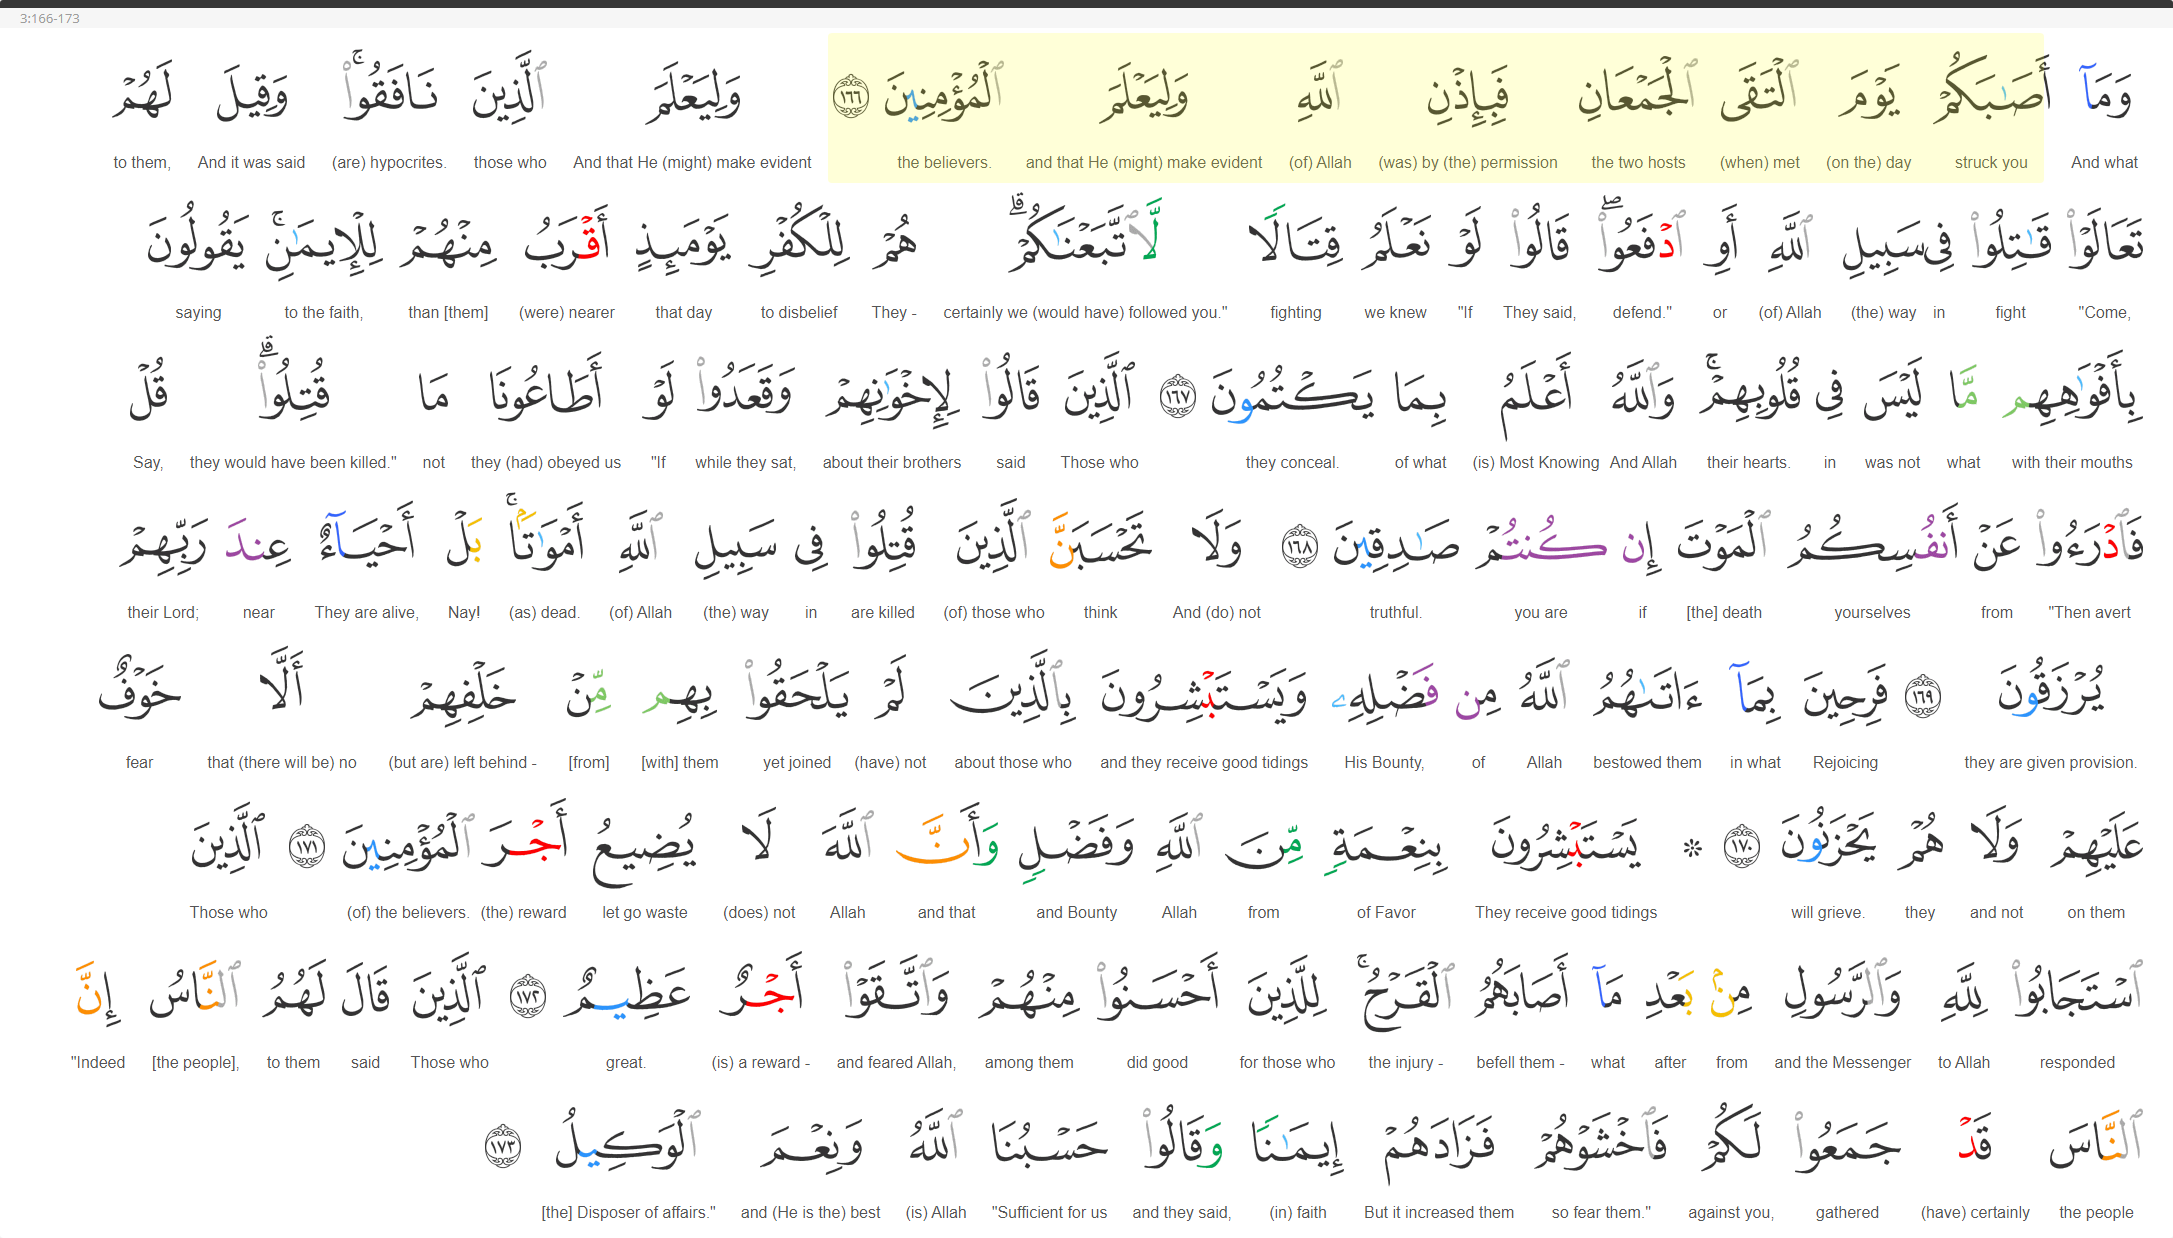 3:166-173
وَمَآ أَصَٰبَكُمْ يَوْمَ ٱلْتَقَى ٱلْجَمْعَانِ فَبِإِذْنِ ٱللَّهِ وَلِيَعْلَمَ ٱلْمُؤْمِنِينَ ١٦٦ وَلِيَعْلَمَ ٱلَّذِينَ نَافَقُوا۟ ۚ وَقِيلَ لَهُمْ
And what struck you (on the) day (when) met the two hosts (was) by (the) permission (of) Allah and that He (might) make evident the believers. And that He (might) make evident those who (are) hypocrites. And it was said to them,
تَعَالَوْا۟ قَٰتِلُوا۟ فِى سَبِيلِ ٱللَّهِ أَوِ ٱدْفَعُوا۟ ۖ قَالُوا۟ لَوْ نَعْلَمُ قِتَالًا لَّٱتَّبَعْنَٰكُمْ ۗ هُمْ لِلْكُفْرِ يَوْمَئِذٍ أَقْرَبُ مِنْهُمْ لِلْإِيمَٰنِ ۚ يَقُولُونَ
"Come, fight in (the) way (of) Allah or defend." They said, "If we knew fighting certainly we (would have) followed you." They - to disbelief that day (were) nearer than [them] to the faith, saying
بِأَفْوَٰهِهِم مَّا لَيْسَ فِى قُلُوبِهِمْ ۚ وَٱللَّهُ أَعْلَمُ بِمَا يَكْتُمُونَ ١٦٧ ٱلَّذِينَ قَالُوا۟ لِإِخْوَٰنِهِمْ وَقَعَدُوا۟ لَوْ أَطَاعُونَا مَا قُتِلُوا۟ ۗ قُلْ
with their mouths what was not in their hearts. And Allah (is) Most Knowing of what they conceal. Those who said about their brothers while they sat, "If they (had) obeyed us not they would have been killed." Say,
فَٱدْرَءُوا۟ عَنْ أَنفُسِكُمُ ٱلْمَوْتَ إِن كُنتُمْ صَٰدِقِينَ ١٦٨ وَلَا تَحْسَبَنَّ ٱلَّذِينَ قُتِلُوا۟ فِى سَبِيلِ ٱللَّهِ أَمْوَٰتًۢا ۚ بَلْ أَحْيَآءٌ عِندَ رَبِّهِمْ
"Then avert from yourselves [the] death if you are truthful. And (do) not think (of) those who are killed in (the) way (of) Allah (as) dead. Nay! They are alive, near their Lord;
يُرْزَقُونَ ١٦٩ فَرِحِينَ بِمَآ ءَاتَىٰهُمُ ٱللَّهُ مِن فَضْلِهِۦ وَيَسْتَبْشِرُونَ بِٱلَّذِينَ لَمْ يَلْحَقُوا۟ بِهِم مِّنْ خَلْفِهِمْ أَلَّا خَوْفٌ
they are given provision. Rejoicing in what bestowed them Allah of His Bounty, and they receive good tidings about those who (have) not yet joined [with] them [from] (but are) left behind - that (there will be) no fear
عَلَيْهِمْ وَلَا هُمْ يَحْزَنُونَ ١٧٠ ۞ يَسْتَبْشِرُونَ بِنِعْمَةٍ مِّنَ ٱللَّهِ وَفَضْلٍ وَأَنَّ ٱللَّهَ لَا يُضِيعُ أَجْرَ ٱلْمُؤْمِنِينَ ١٧١ ٱلَّذِينَ
on them and not they will grieve. They receive good tidings of Favor from Allah and Bounty and that Allah (does) not let go waste (the) reward (of) the believers. Those who
ٱسْتَجَابُوا۟ لِلَّهِ وَٱلرَّسُولِ مِنۢ بَعْدِ مَآ أَصَابَهُمُ ٱلْقَرْحُ ۚ لِلَّذِينَ أَحْسَنُوا۟ مِنْهُمْ وَٱتَّقَوْا۟ أَجْرٌ عَظِيمٌ ١٧٢ ٱلَّذِينَ قَالَ لَهُمُ ٱلنَّاسُ إِنَّ
responded to Allah and the Messenger from after what befell them - the injury - for those who did good among them and feared Allah, (is) a reward - great. Those who said to them [the people], "Indeed
ٱلنَّاسَ قَدْ جَمَعُوا۟ لَكُمْ فَٱخْشَوْهُمْ فَزَادَهُمْ إِيمَٰنًا وَقَالُوا۟ حَسْبُنَا ٱللَّهُ وَنِعْمَ ٱلْوَكِيلُ ١٧٣
the people (have) certainly gathered against you, so fear them." But it increased them (in) faith and they said, "Sufficient for us (is) Allah and (He is the) best [the] Disposer of affairs."